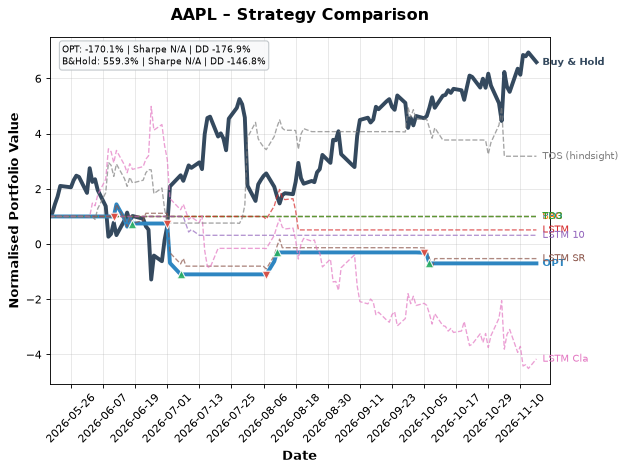 AAPL – Strategy Comparison
OPT: -170.1% | Sharpe N/A | DD -176.9%
B&Hold: 559.3% | Sharpe N/A | DD -146.8%
Buy & Hold
TOS (hindsight)
LSTM
LSTM 10
LSTM SR
OPT
LSTM Cla
Normalised Portfolio Value
6
4
2
0
−2
−4
2026-05-26
2026-06-07
2026-06-19
2026-07-01
2026-07-13
2026-07-25
2026-08-06
2026-08-18
2026-08-30
2026-09-11
2026-09-23
2026-10-05
2026-10-17
2026-10-29
2026-11-10
Date